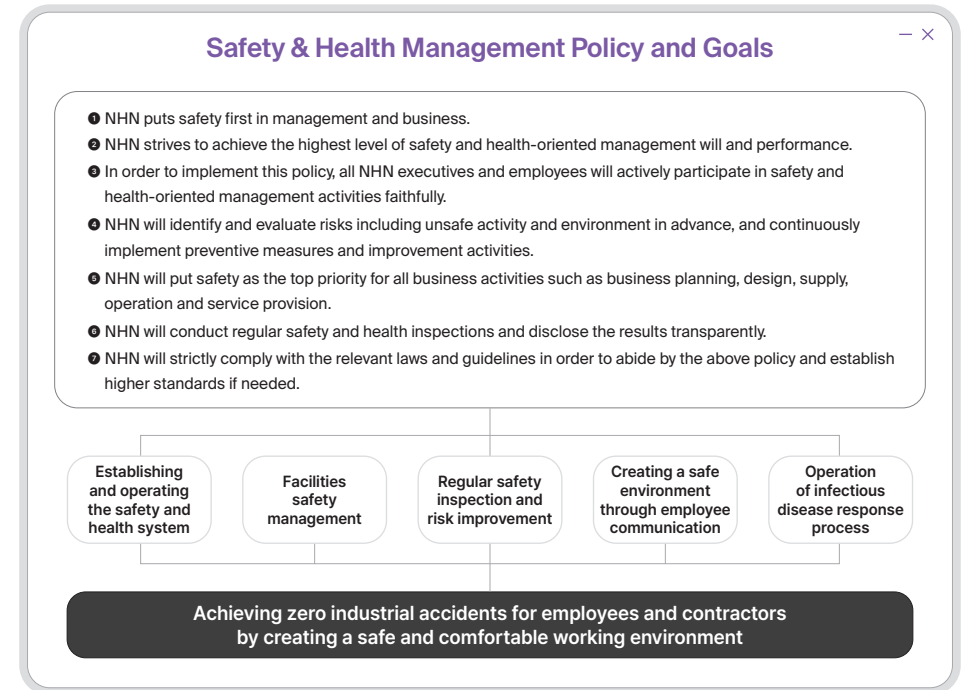 Safety & Health Management Policy and Goals
❶ NHN puts safety first in management and business.
❷ NHN strives to achieve the highest level of safety and health-oriented management will and performance.
❸ In order to implement this policy, all NHN executives and employees will actively participate in safety and
health-oriented management activities faithfully.
❹ NHN will identify and evaluate risks including unsafe activity and environment in advance, and continuously
implement preventive measures and improvement activities.
❺ NHN will put safety as the top priority for all business activities such as business planning, design, supply,
operation and service provision.
❻ NHN will conduct regular safety and health inspections and disclose the results transparently.
❼ NHN will strictly comply with the relevant laws and guidelines in order to abide by the above policy and establish
higher standards if needed.
Establishing
and operating
the safety and
health system
Facilities
safety
management
Regular safety
inspection and
risk improvement
Creating a safe
environment
through employee
communication
Operation
of infectious
disease response
process
Achieving zero industrial accidents for employees and contractors
by creating a safe and comfortable working environment